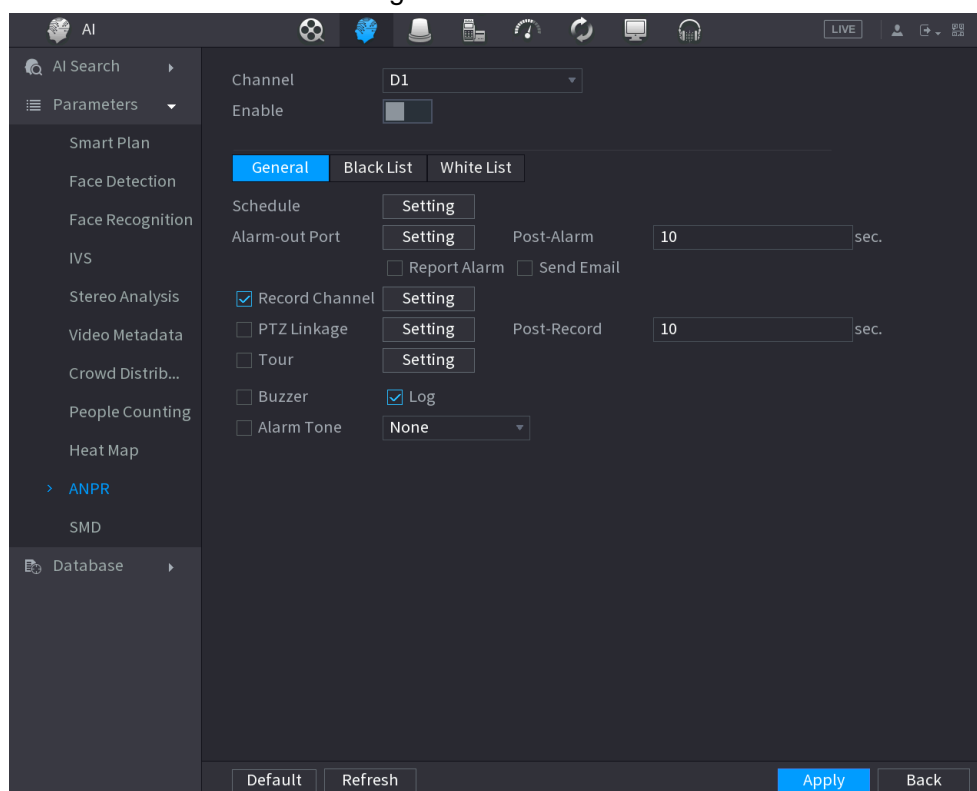 AI
LIVE
AI Search
Parameters
Smart Plan
Face Detection
Face Recognition
IVS
Stereo Analysis
Video Metadata
Crowd Distrib...
People Counting
Heat Map
ANPR
SMD
Database
Channel D1
Enable
General Black List White List
Schedule Setting
Alarm-out Port Setting Post-Alarm 10 sec.
Report Alarm Send Email
Record Channel Setting
PTZ Linkage Setting Post-Record 10 sec.
Tour Setting
Buzzer Log
Alarm Tone None
Default Refresh Apply Back